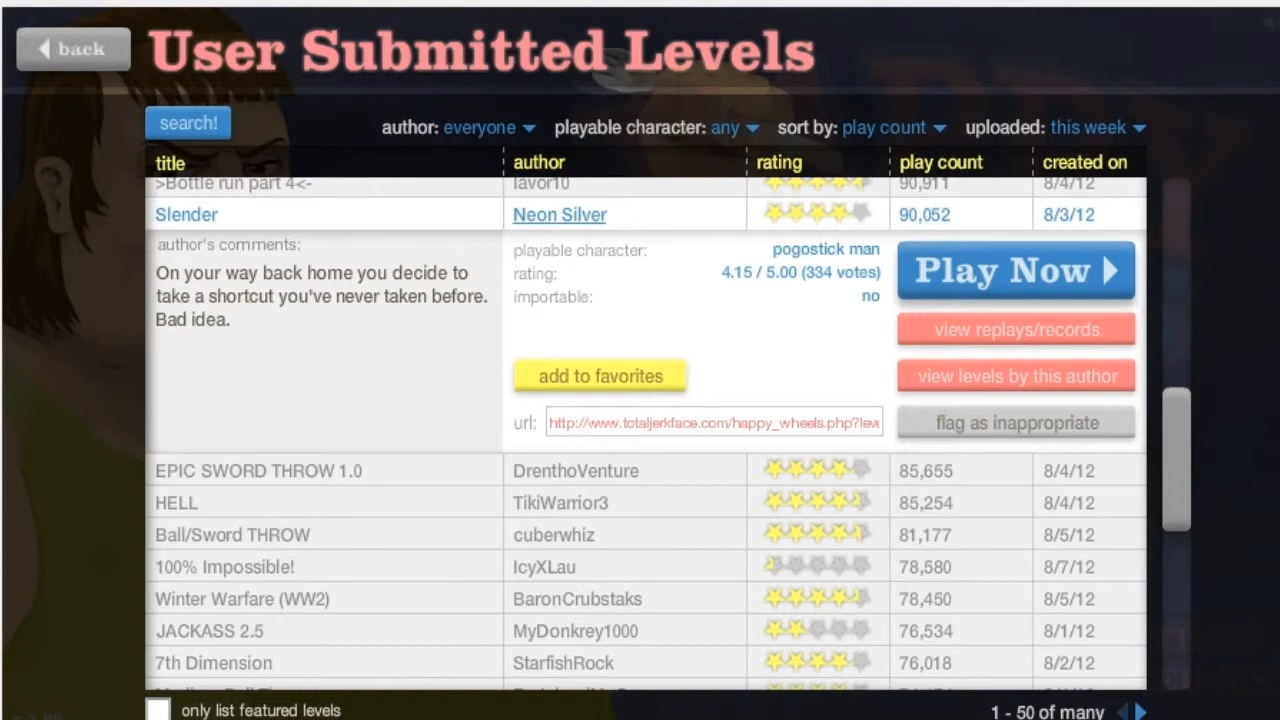 back
User Submitted Levels
search!
author: everyone playable character: any sort by: play count uploaded: this week
title author rating play count created on
>Bottle run part 4<- lavor10 90,911 8/4/12
Slender Neon Silver 90,052 8/3/12
author's comments:
On your way back home you decide to
take a shortcut you've never taken before.
Bad idea.
playable character: pogostick man
rating: 4.15 / 5.00 (334 votes)
importable: no
add to favorites
url: http://www.totaljerkface.com/happy_wheels.php?leve
Play Now
view replays/records
view levels by this author
flag as inappropriate
EPIC SWORD THROW 1.0 DrenthoVenture 85,655 8/4/12
HELL TikiWarrior3 85,254 8/4/12
Ball/Sword THROW cuberwhiz 81,177 8/5/12
100% Impossible! IcyXLau 78,580 8/7/12
Winter Warfare (WW2) BaronCrubstaks 78,450 8/5/12
JACKASS 2.5 MyDonkrey1000 76,534 8/1/12
7th Dimension StarfishRock 76,018 8/2/12
only list featured levels 1 - 50 of many